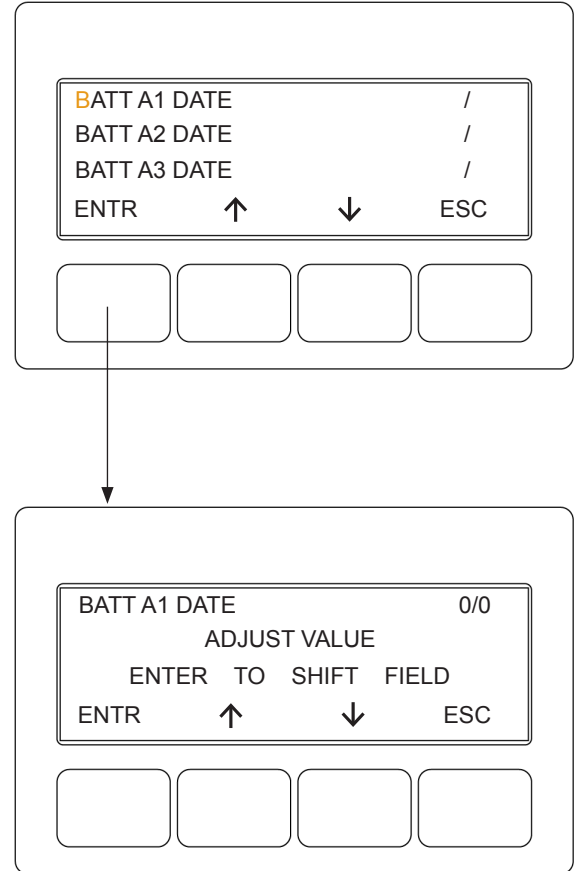 BATT A1 DATE /
BATT A2 DATE /
BATT A3 DATE /
ENTR ↑ ↓ ESC
BATT A1 DATE 0/0
ADJUST VALUE
ENTER TO SHIFT FIELD
ENTR ↑ ↓ ESC